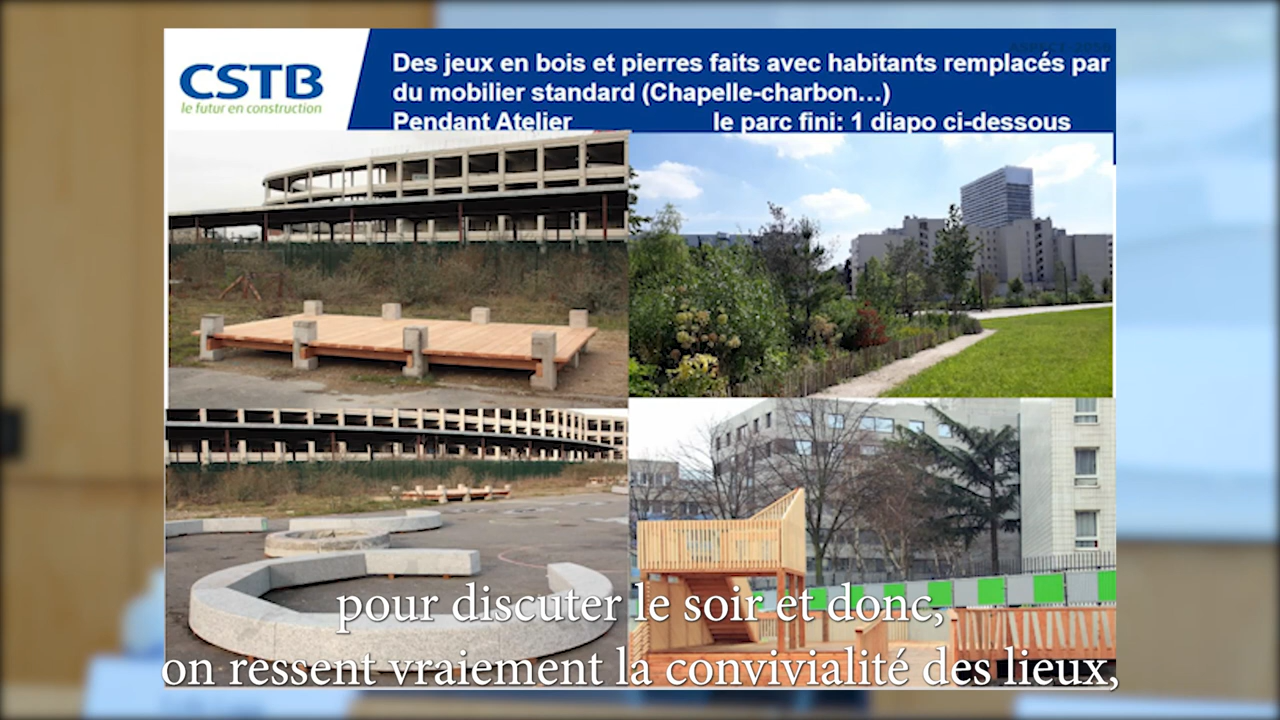 CSTB
le futur en construction
Des jeux en bois et pierres faits avec habitants remplacés par
du mobilier standard (Chapelle-charbon…)
Pendant Atelier le parc fini: 1 diapo ci-dessous
pour discuter le soir et donc,
on ressent vraiment la convivialité des lieux,